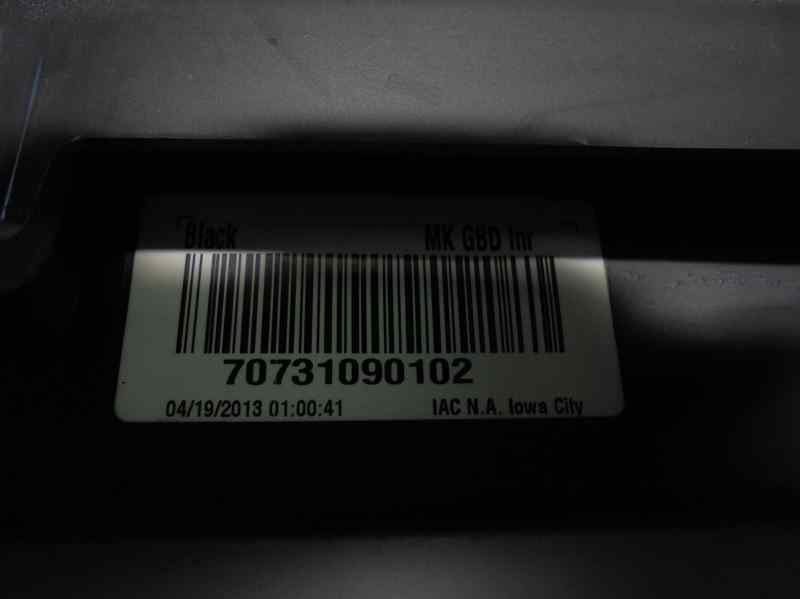 Black MK GBD Inr
70731090102
04/19/2013 01:00:41 IAC N.A. Iowa City